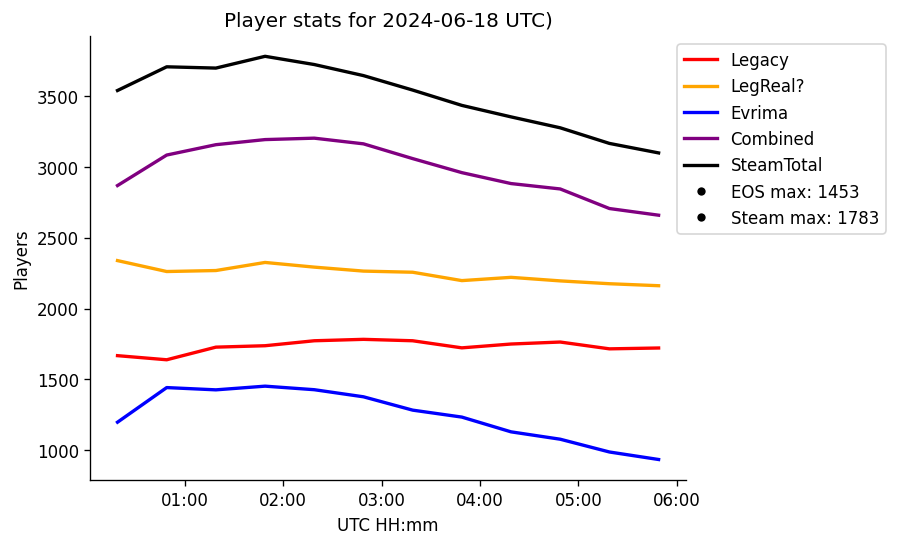 Player stats for 2024-06-18 UTC)
Legacy
LegReal?
Evrima
Combined
SteamTotal
EOS max: 1453
Steam max: 1783
Players
3500
3000
2500
2000
1500
1000
01:00 02:00 03:00 04:00 05:00 06:00
UTC HH:mm